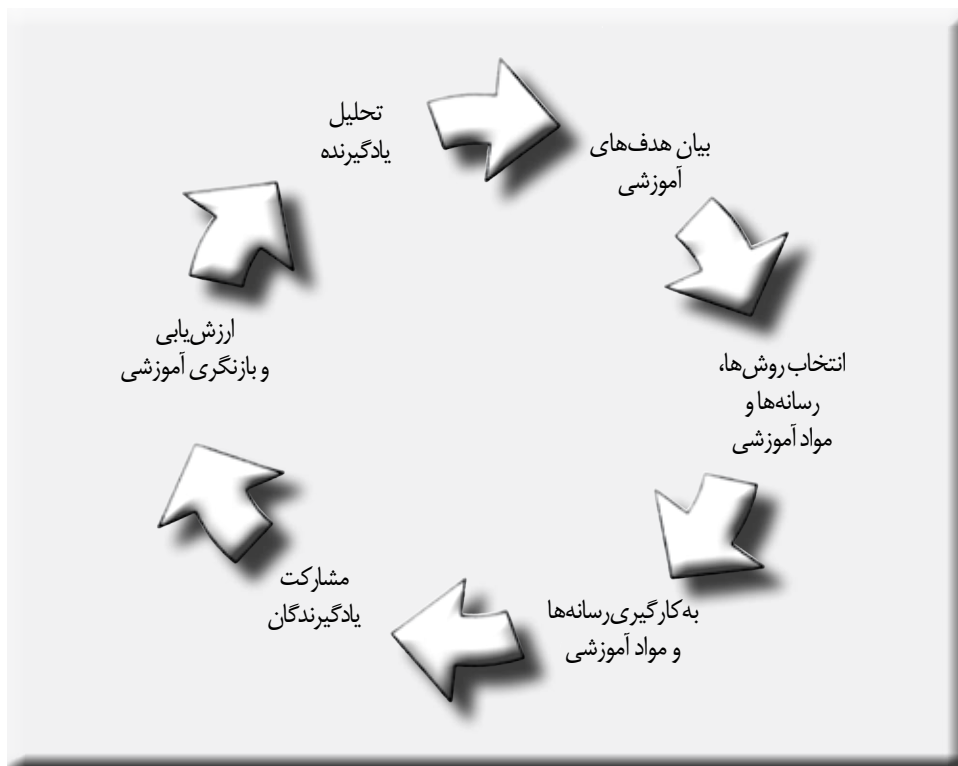 تحلیل
یادگیرنده
بیان هدف‌های
آموزشی
انتخاب روش‌ها،
رسانه‌ها و
مواد آموزشی
به‌کارگیری رسانه‌ها
و مواد آموزشی
مشارکت
یادگیرندگان
ارزش‌یابی
و بازنگری آموزشی